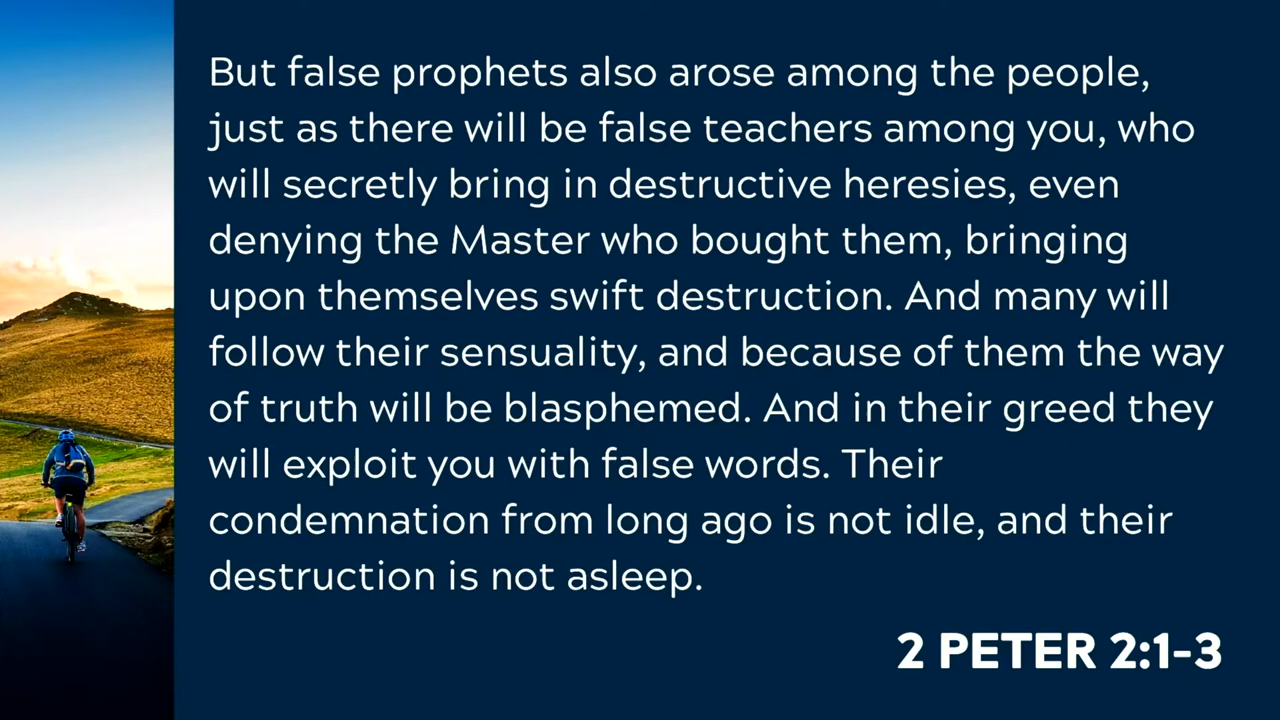 But false prophets also arose among the people,
just as there will be false teachers among you, who
will secretly bring in destructive heresies, even
denying the Master who bought them, bringing
upon themselves swift destruction. And many will
follow their sensuality, and because of them the way
of truth will be blasphemed. And in their greed they
will exploit you with false words. Their
condemnation from long ago is not idle, and their
destruction is not asleep.
2 PETER 2:1-3